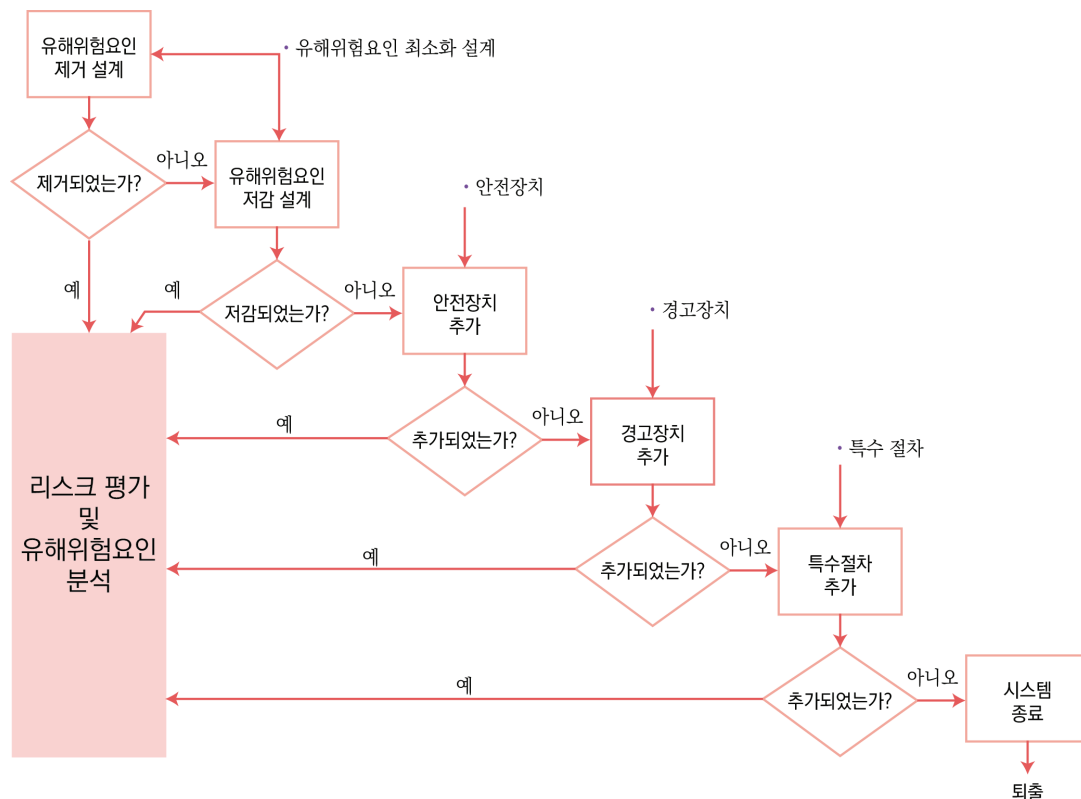 유해위험요인
제거 설계
• 유해위험요인 최소화 설계
아니오
제거되었는가?
유해위험요인
저감 설계
• 안전장치
예
예
아니오
저감되었는가?
안전장치
추가
• 경고장치
예
아니오
추가되었는가?
경고장치
추가
• 특수 절차
리스크 평가
및
유해위험요인
분석
예
아니오
추가되었는가?
특수절차
추가
예
아니오
추가되었는가?
시스템
종료
퇴출